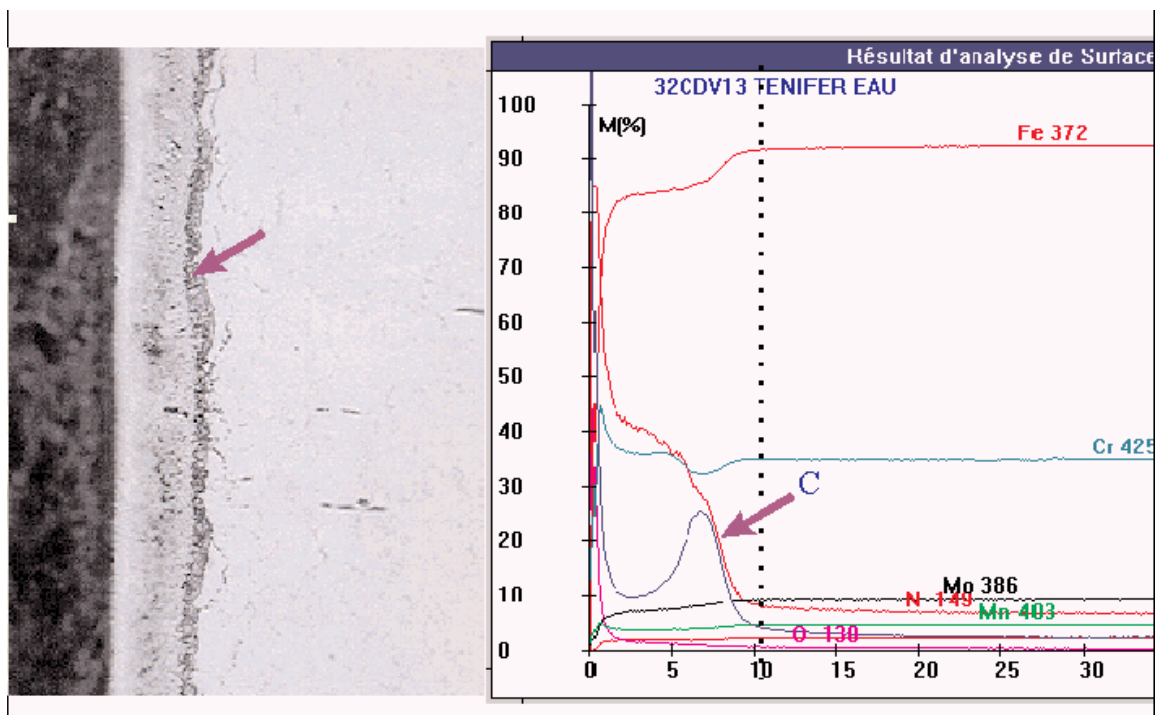 Résultat d'analyse de Surface
32CDV13 TENIFER EAU
M(%)
100
90
80
70
60
50
40
30
20
10
0
Fe 372
Cr 425
C
Mo 386
N 149
Mn 403
O 130
0 5 10 15 20 25 30